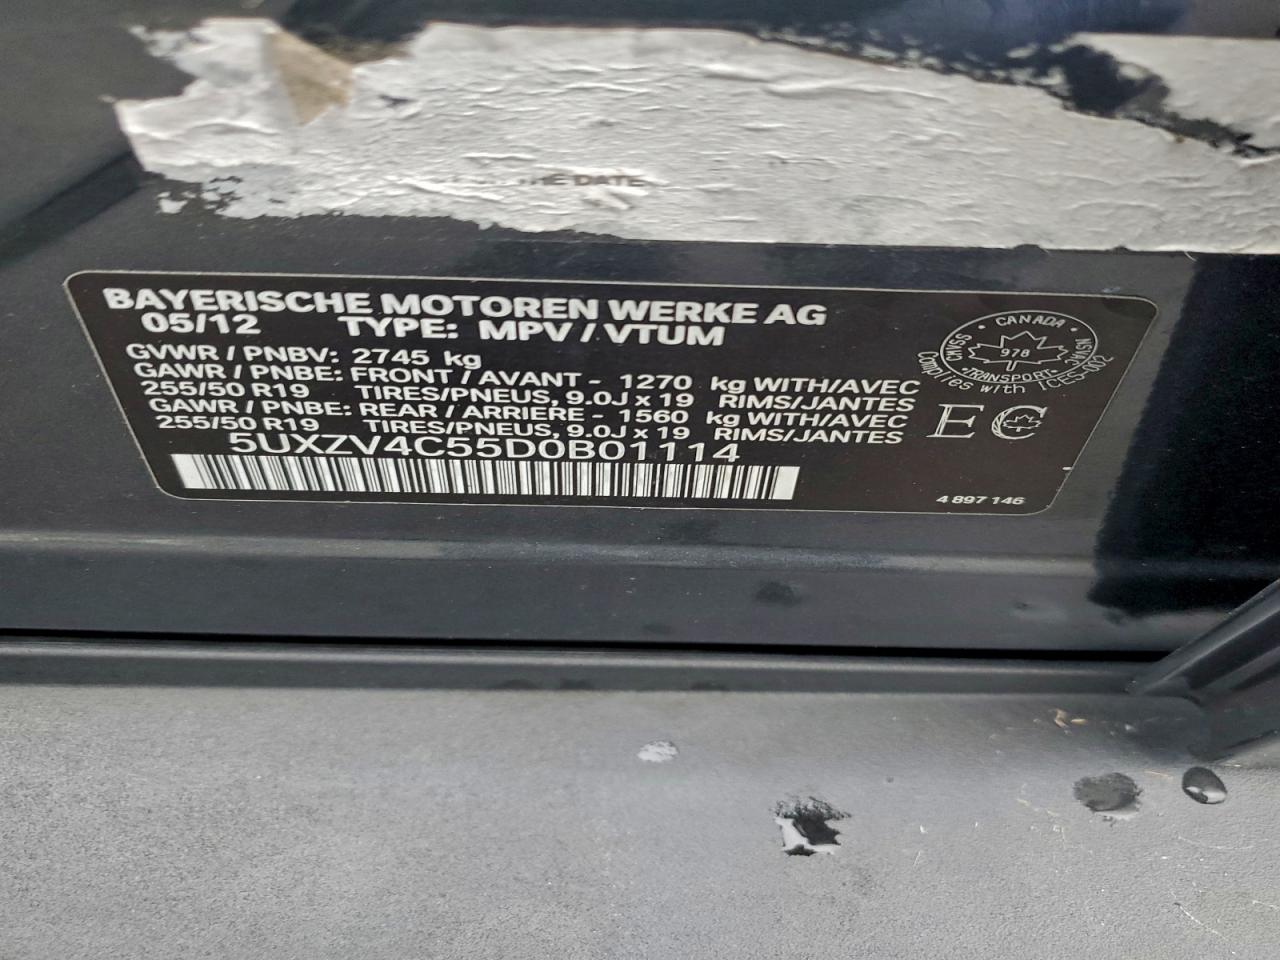 THE DATE
BAYERISCHE MOTOREN WERKE AG
05/12 TYPE: MPV / VTUM
GVWR / PNBV: 2745 kg
GAWR / PNBE: FRONT / AVANT - 1270 kg WITH/AVEC
255/50 R19 TIRES/PNEUS, 9.0J x 19 RIMS/JANTES
GAWR / PNBE: REAR / ARRIERE - 1560 kg WITH/AVEC
255/50 R19 TIRES/PNEUS, 9.0J x 19 RIMS/JANTES
5UXZV4C55D0B01114
CANADA
CMVSS NSVAC
978
TRANSPORT
Complies with ICES-002
EC
4 897 146